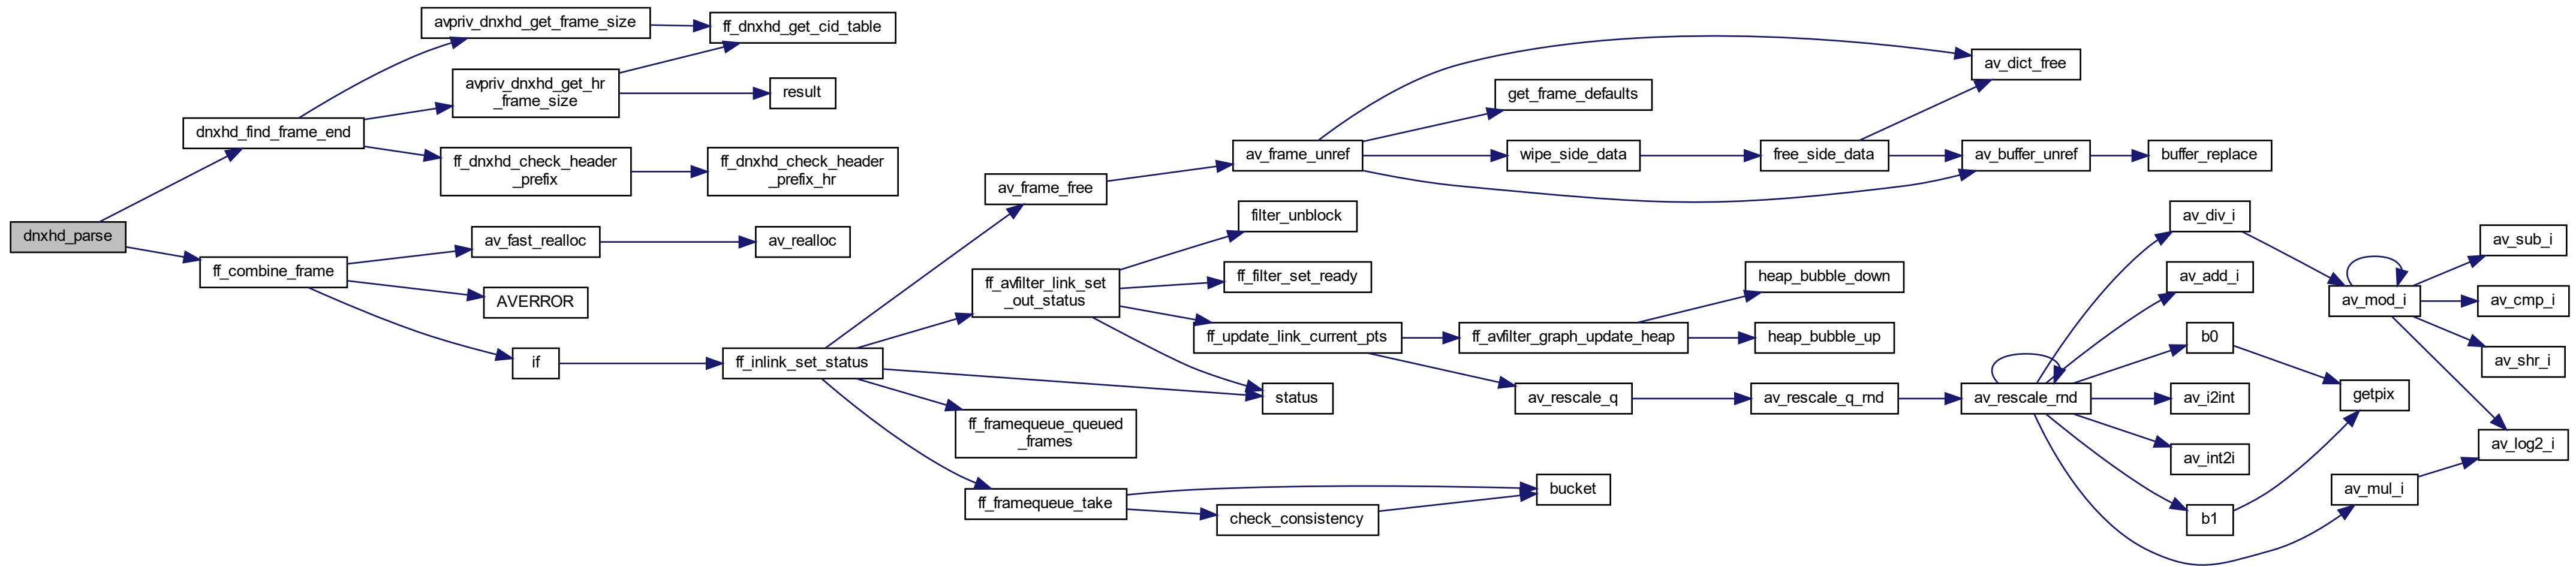 avpriv_dnxhd_get_frame_size
ff_dnxhd_get_cid_table
avpriv_dnxhd_get_hr
_frame_size
result
dnxhd_find_frame_end
ff_dnxhd_check_header
_prefix
ff_dnxhd_check_header
_prefix_hr
dnxhd_parse
ff_combine_frame
av_fast_realloc
av_realloc
AVERROR
if
ff_inlink_set_status
av_frame_free
av_frame_unref
get_frame_defaults
wipe_side_data
free_side_data
av_dict_free
av_buffer_unref
buffer_replace
ff_avfilter_link_set
_out_status
filter_unblock
ff_filter_set_ready
ff_update_link_current_pts
status
ff_avfilter_graph_update_heap
heap_bubble_down
heap_bubble_up
av_rescale_q
av_rescale_q_rnd
av_rescale_rnd
ff_framequeue_queued
_frames
ff_framequeue_take
check_consistency
bucket
av_div_i
av_add_i
b0
av_i2int
av_int2i
b1
av_mod_i
getpix
av_mul_i
av_sub_i
av_cmp_i
av_shr_i
av_log2_i